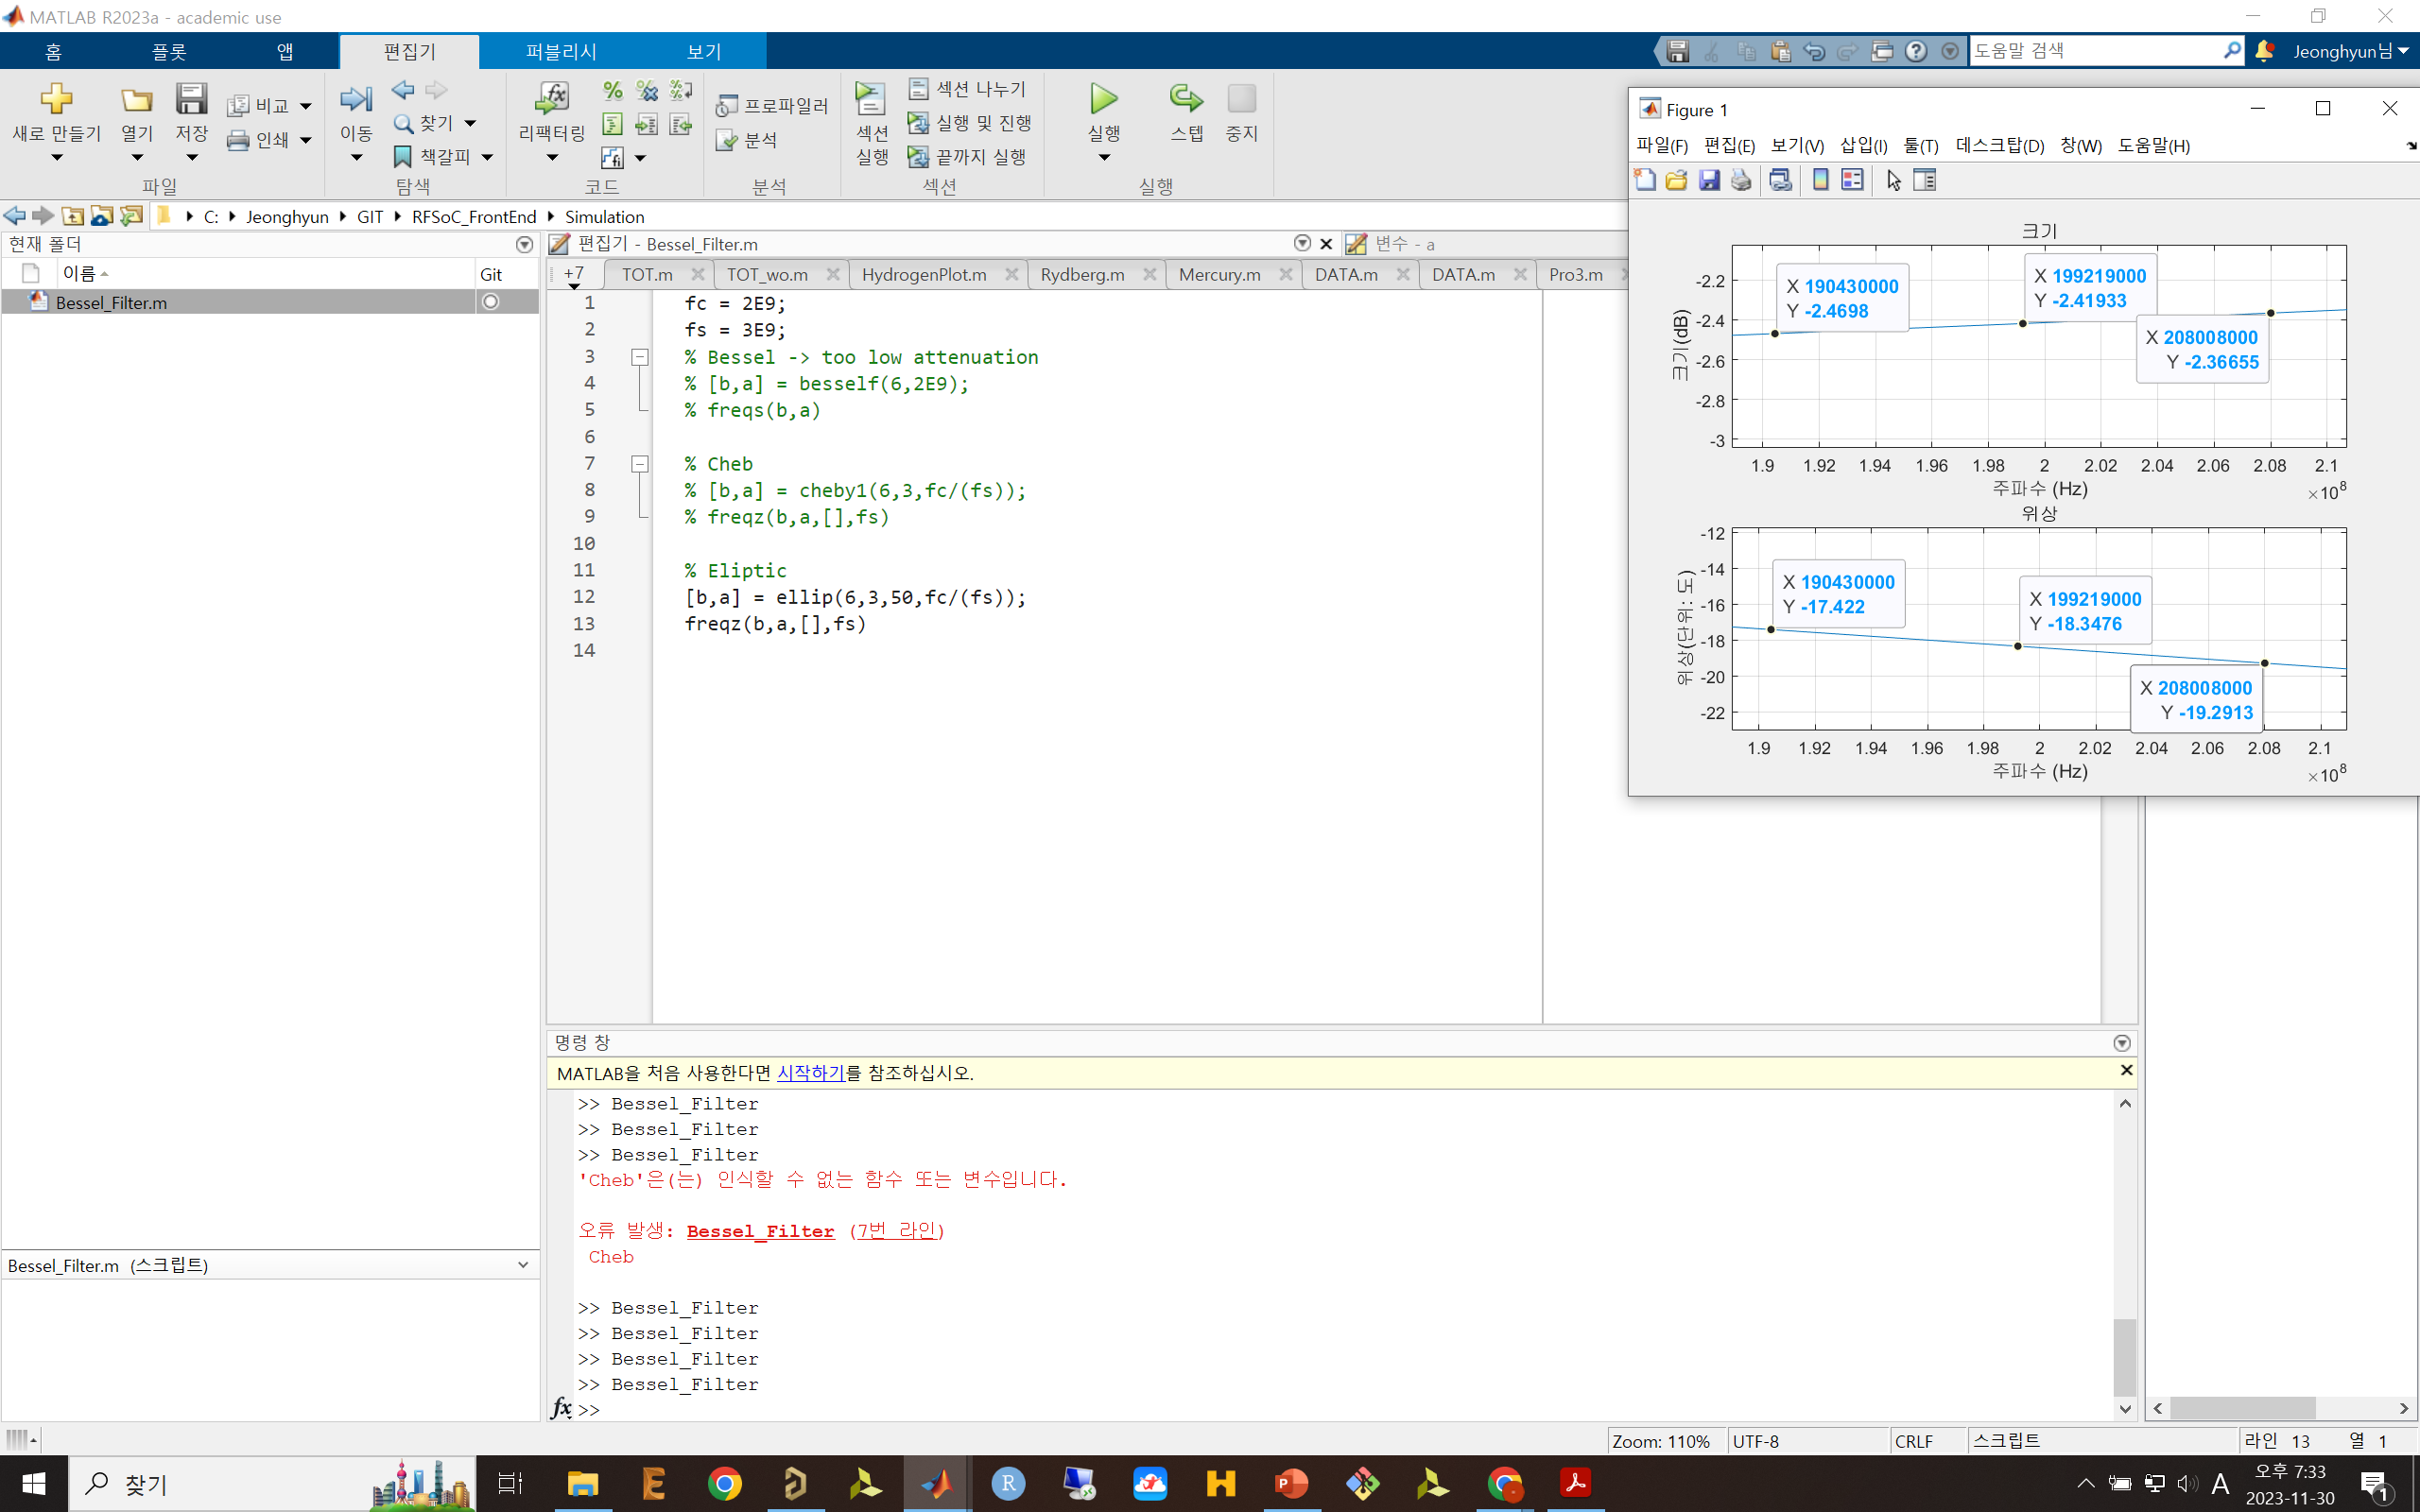 MATLAB R2023a - academic use
홈 플롯 앱 편집기 퍼블리시 보기
도움말 검색
Jeonghyun님
새로 만들기 열기 저장 비교 인쇄
파일
이동 찾기 책갈피
탐색
리팩터링
코드
프로파일러
분석
분석
섹션 실행
섹션 나누기
실행 및 진행
끝까지 실행
섹션
실행 스텝 중지
실행
C: Jeonghyun GIT RFSoC_FrontEnd Simulation
현재 폴더
이름 Git
Bessel_Filter.m
Bessel_Filter.m (스크립트)
편집기 - Bessel_Filter.m
변수 - a
+7 TOT.m TOT_wo.m HydrogenPlot.m Rydberg.m Mercury.m DATA.m DATA.m Pro3.m
1 fc = 2E9;
2 fs = 3E9;
3 % Bessel -> too low attenuation
4 % [b,a] = besself(6,2E9);
5 % freqs(b,a)
6
7 % Cheb
8 % [b,a] = cheby1(6,3,fc/(fs));
9 % freqz(b,a,[],fs)
10
11 % Eliptic
12 [b,a] = ellip(6,3,50,fc/(fs));
13 freqz(b,a,[],fs)
14
Figure 1
파일(F) 편집(E) 보기(V) 삽입(I) 툴(T) 데스크탑(D) 창(W) 도움말(H)
크기
크기(dB)
-2.2
-2.4
-2.6
-2.8
-3
X 190430000
Y -2.4698
X 199219000
Y -2.41933
X 208008000
Y -2.36655
1.9 1.92 1.94 1.96 1.98 2 2.02 2.04 2.06 2.08 2.1
주파수 (Hz)
×10^8
위상
위상(단위: 도)
-12
-14
-16
-18
-20
-22
X 190430000
Y -17.422
X 199219000
Y -18.3476
X 208008000
Y -19.2913
1.9 1.92 1.94 1.96 1.98 2 2.02 2.04 2.06 2.08 2.1
주파수 (Hz)
×10^8
명령 창
MATLAB을 처음 사용한다면 시작하기를 참조하십시오.
>> Bessel_Filter
>> Bessel_Filter
>> Bessel_Filter
'Cheb'은(는) 인식할 수 없는 함수 또는 변수입니다.
오류 발생: Bessel_Filter (7번 라인)
Cheb
>> Bessel_Filter
>> Bessel_Filter
>> Bessel_Filter
>> Bessel_Filter
fx >>
Zoom: 110% UTF-8 CRLF 스크립트 라인 13 열 1
찾기
A
오후 7:33
2023-11-30
1